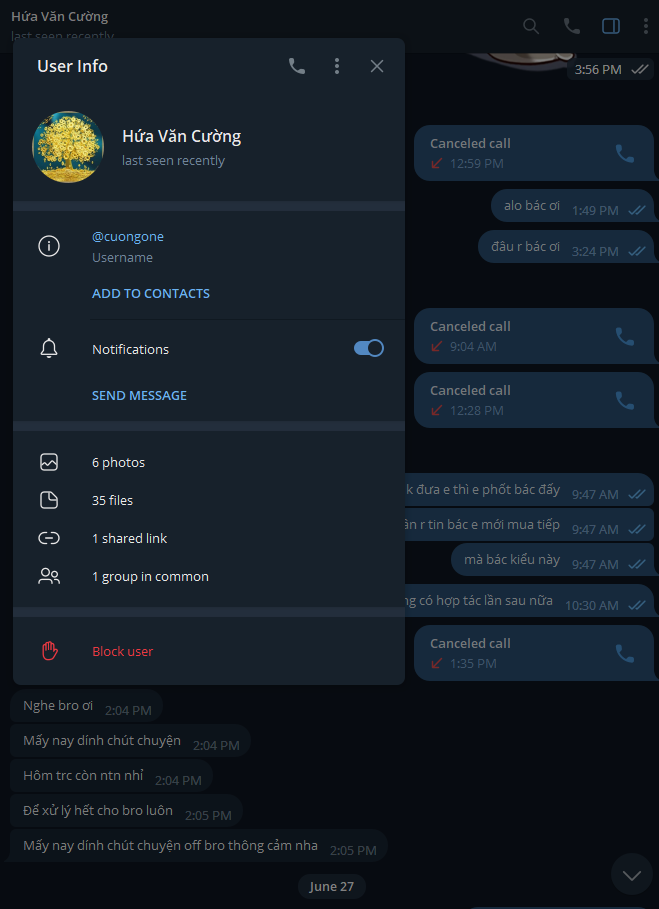 Hứa Văn Cường
last seen recently
User Info
Hứa Văn Cường
last seen recently
@cuongone
Username
ADD TO CONTACTS
Notifications
SEND MESSAGE
6 photos
35 files
1 shared link
1 group in common
Block user
3:56 PM
Canceled call
12:59 PM
alo bác ơi 1:49 PM
đâu r bác ơi 3:24 PM
Canceled call
9:04 AM
Canceled call
12:28 PM
k đưa e thì e phốt bác đấy 9:47 AM
r tin bác e mới mua tiếp 9:47 AM
mà bác kiểu này 9:47 AM
có hợp tác lần sau nữa 10:30 AM
Canceled call
1:35 PM
Nghe bro ơi 2:04 PM
Mấy nay dính chút chuyện 2:04 PM
Hôm trc còn ntn nhỉ 2:04 PM
Để xử lý hết cho bro luôn 2:05 PM
Mấy nay dính chút chuyện off bro thông cảm nha 2:05 PM
June 27